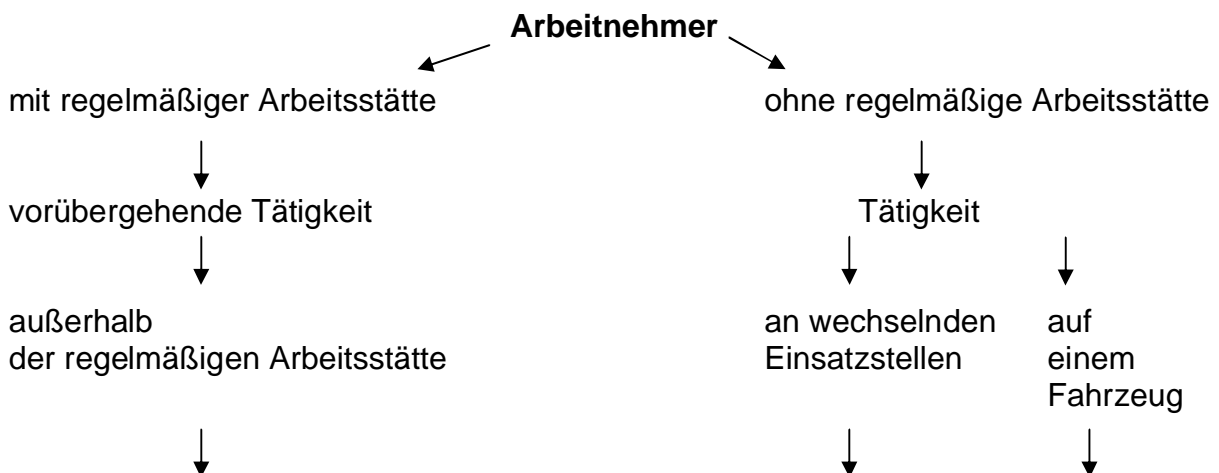 Arbeitnehmer
mit regelmäßiger Arbeitsstätte
ohne regelmäßige Arbeitsstätte
vorübergehende Tätigkeit
Tätigkeit
außerhalb
der regelmäßigen Arbeitsstätte
an wechselnden
Einsatzstellen
auf
einem
Fahrzeug